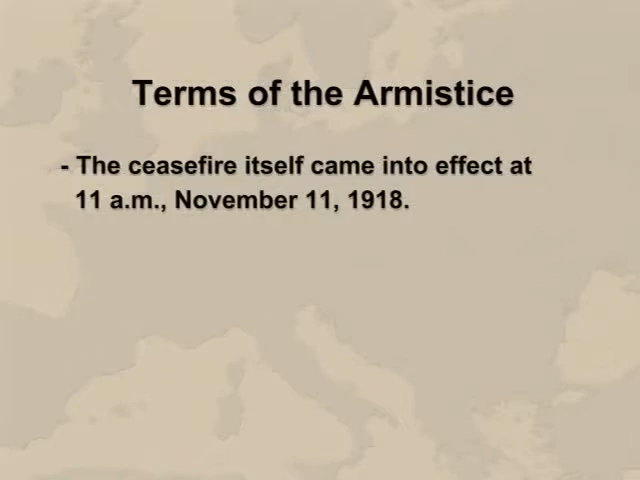 Terms of the Armistice
- The ceasefire itself came into effect at
11 a.m., November 11, 1918.